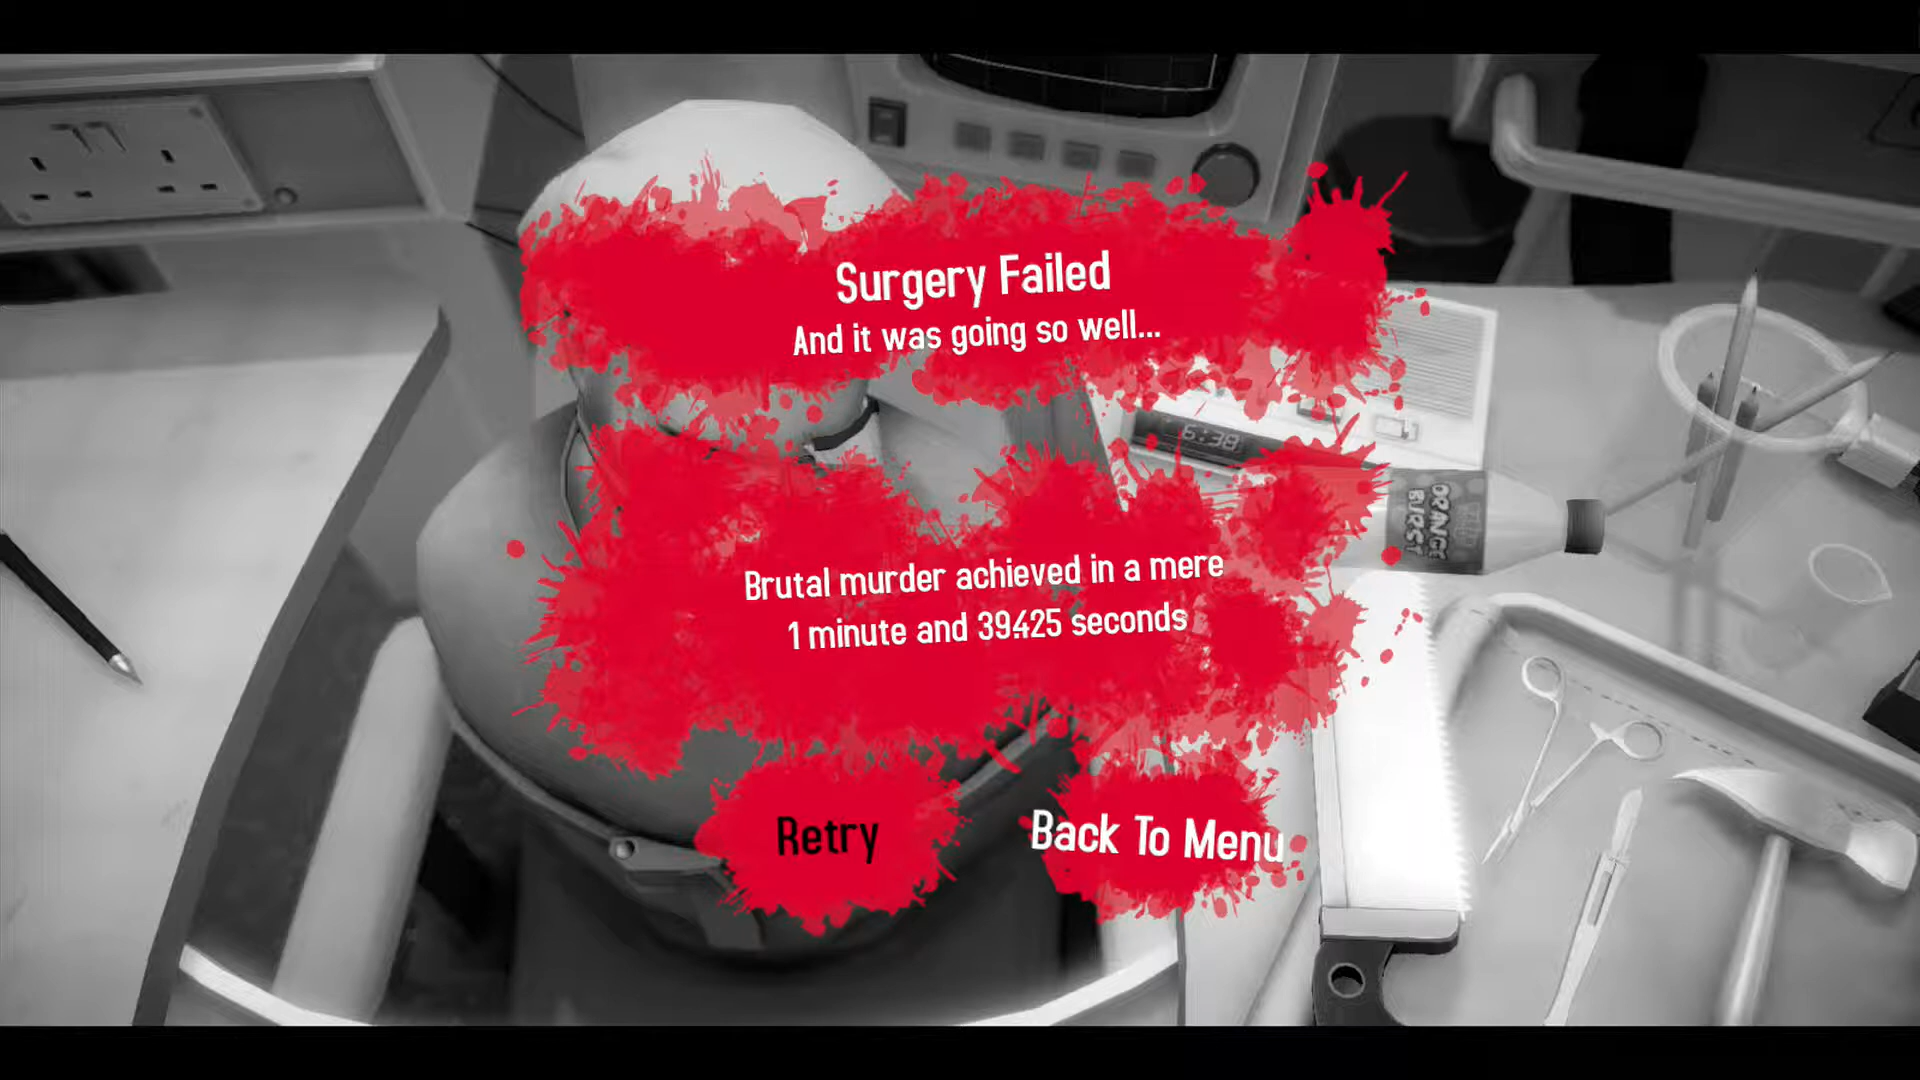 Surgery Failed
And it was going so well...
6:38
ORANGE
BURST
Brutal murder achieved in a mere
1 minute and 39.425 seconds
Retry
Back To Menu